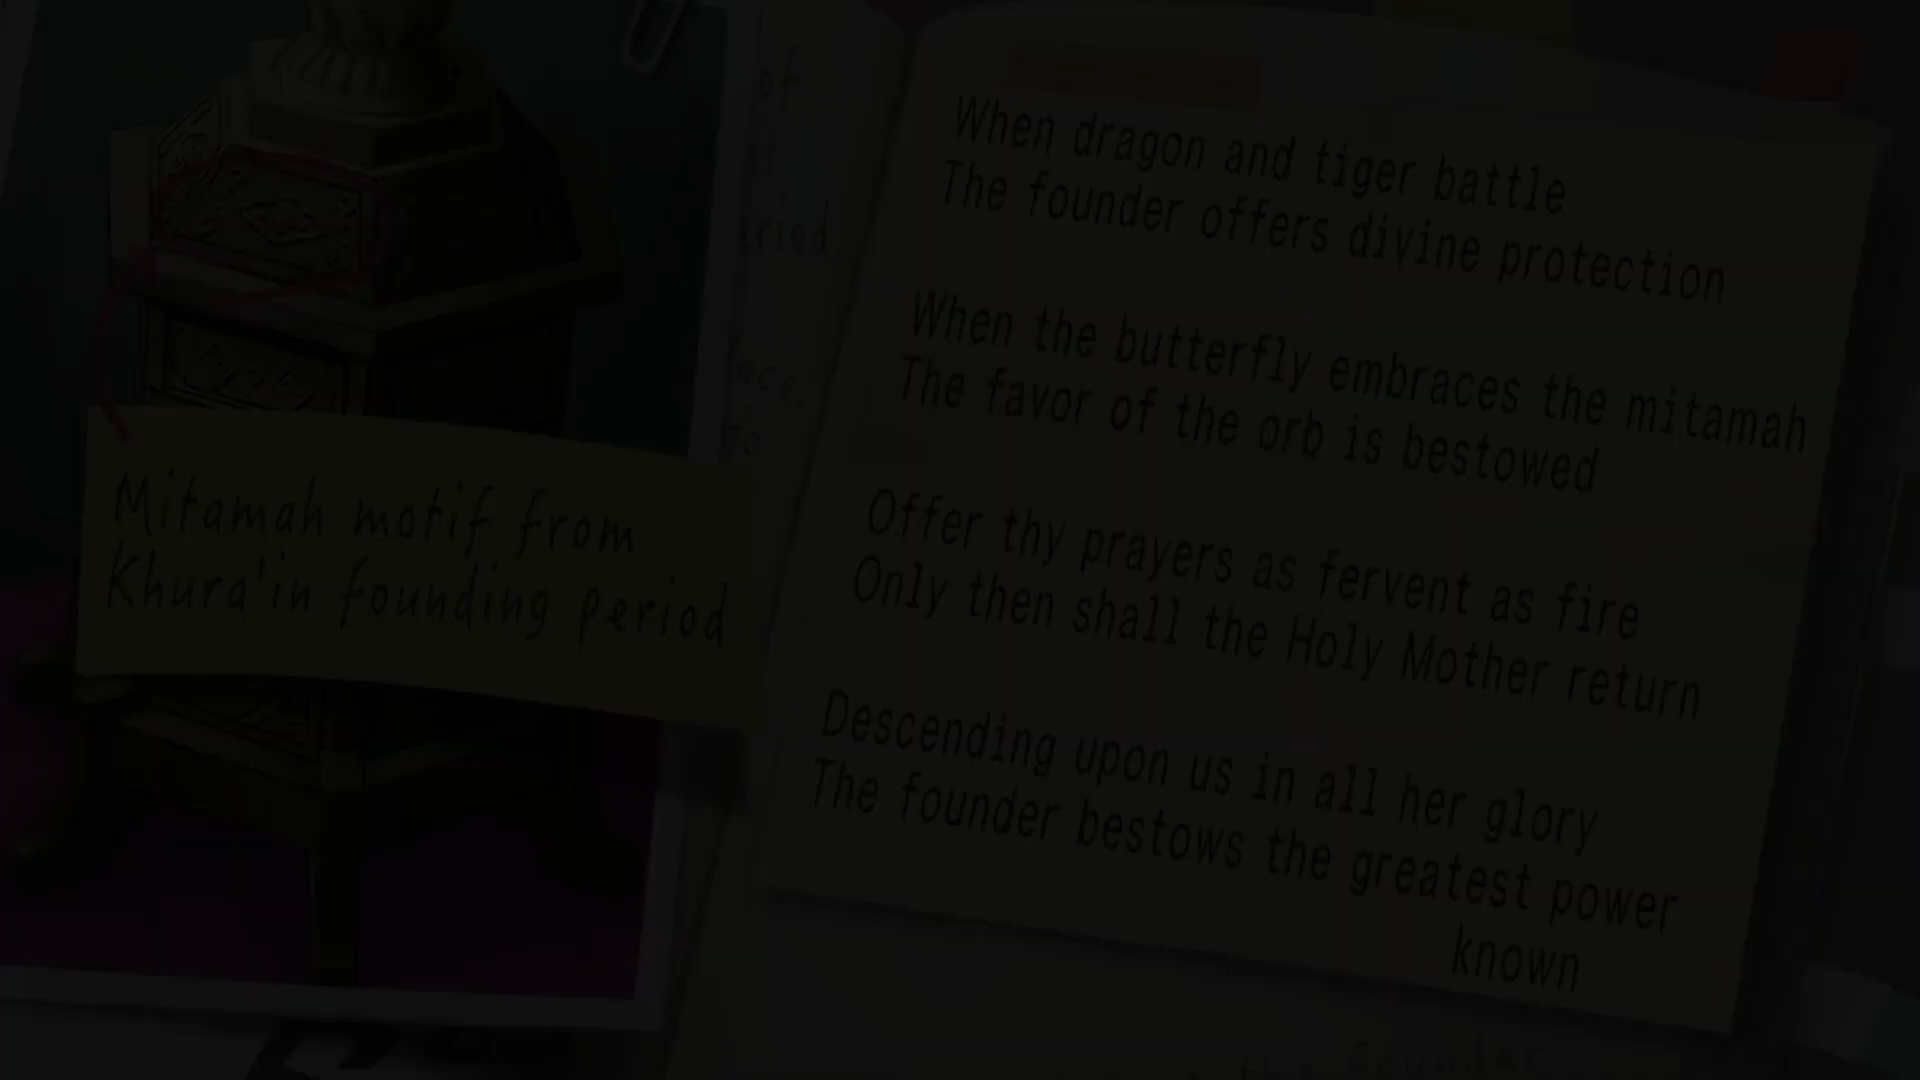 of
riod.
Mitamah motif from
Khura'in founding period
When dragon and tiger battle
The founder offers divine protection
When the butterfly embraces the mitamah
The favor of the orb is bestowed
Offer thy prayers as fervent as fire
Only then shall the Holy Mother return
Descending upon us in all her glory
The founder bestows the greatest power
known